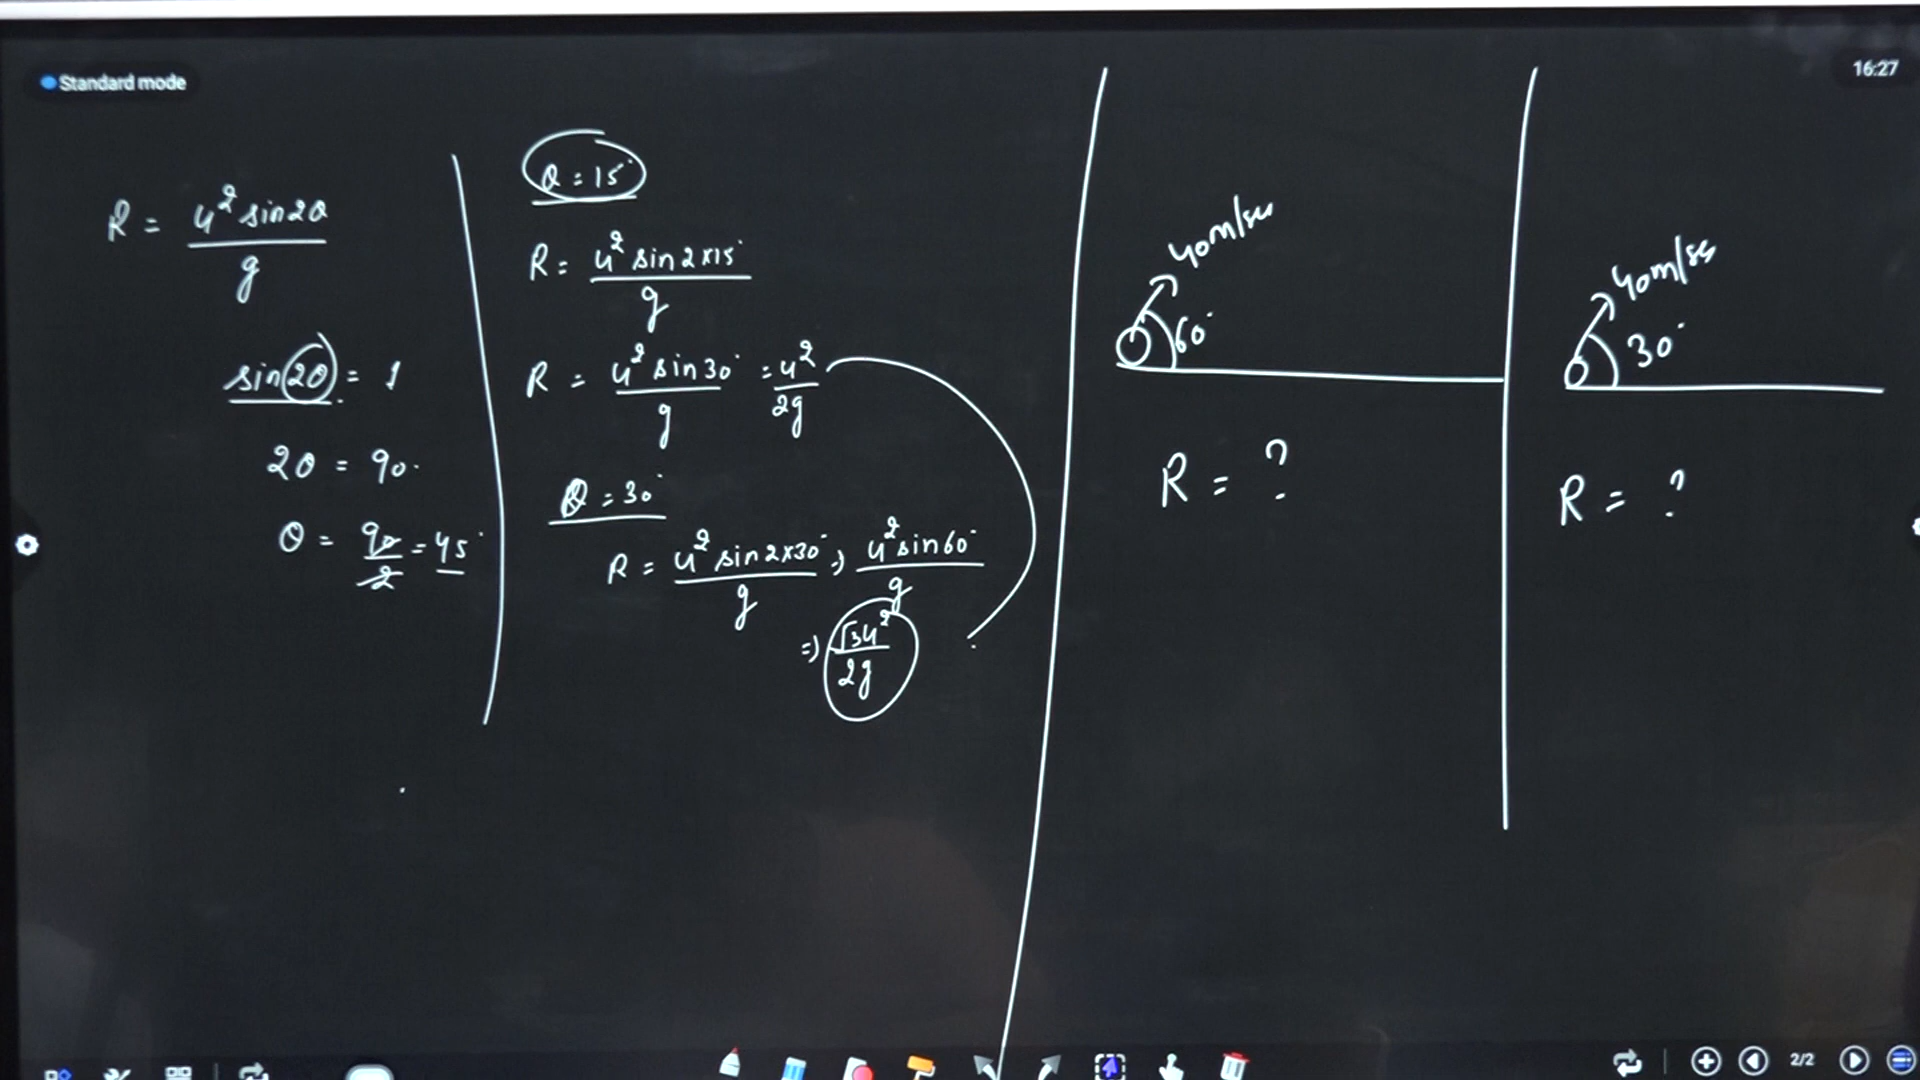 Standard mode
16:27
R = u² sin2θ / g
sin(2θ) = 1
2θ = 90°
θ = 90/2 = 45°
θ = 15°
R = u² sin2×15° / g
R = u² sin30° / g = u² / 2g
θ = 30°
R = u² sin2×30° / g ⇒ u² sin60° / g
⇒ √3u² / 2g
40m/sec
60°
R = ?
40m/sec
30°
R = ?
2/2